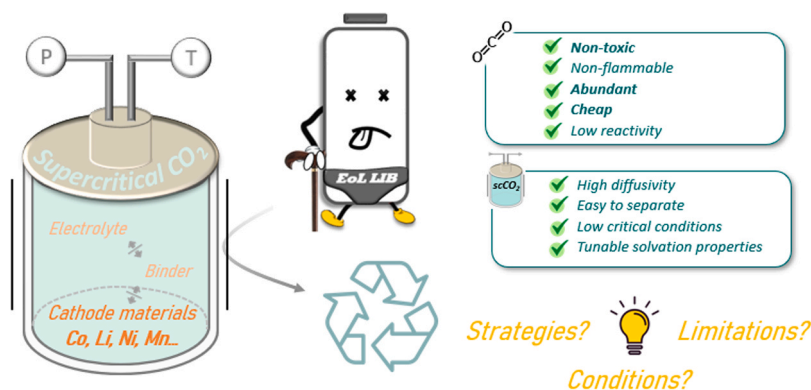 P
T
Supercritical CO₂
Electrolyte
Binder
Cathode materials
Co, Li, Ni, Mn...
EoL LIB
O=C=O
Non-toxic
Non-flammable
Abundant
Cheap
Low reactivity
scCO₂
High diffusivity
Easy to separate
Low critical conditions
Tunable solvation properties
Strategies?
Limitations?
Conditions?